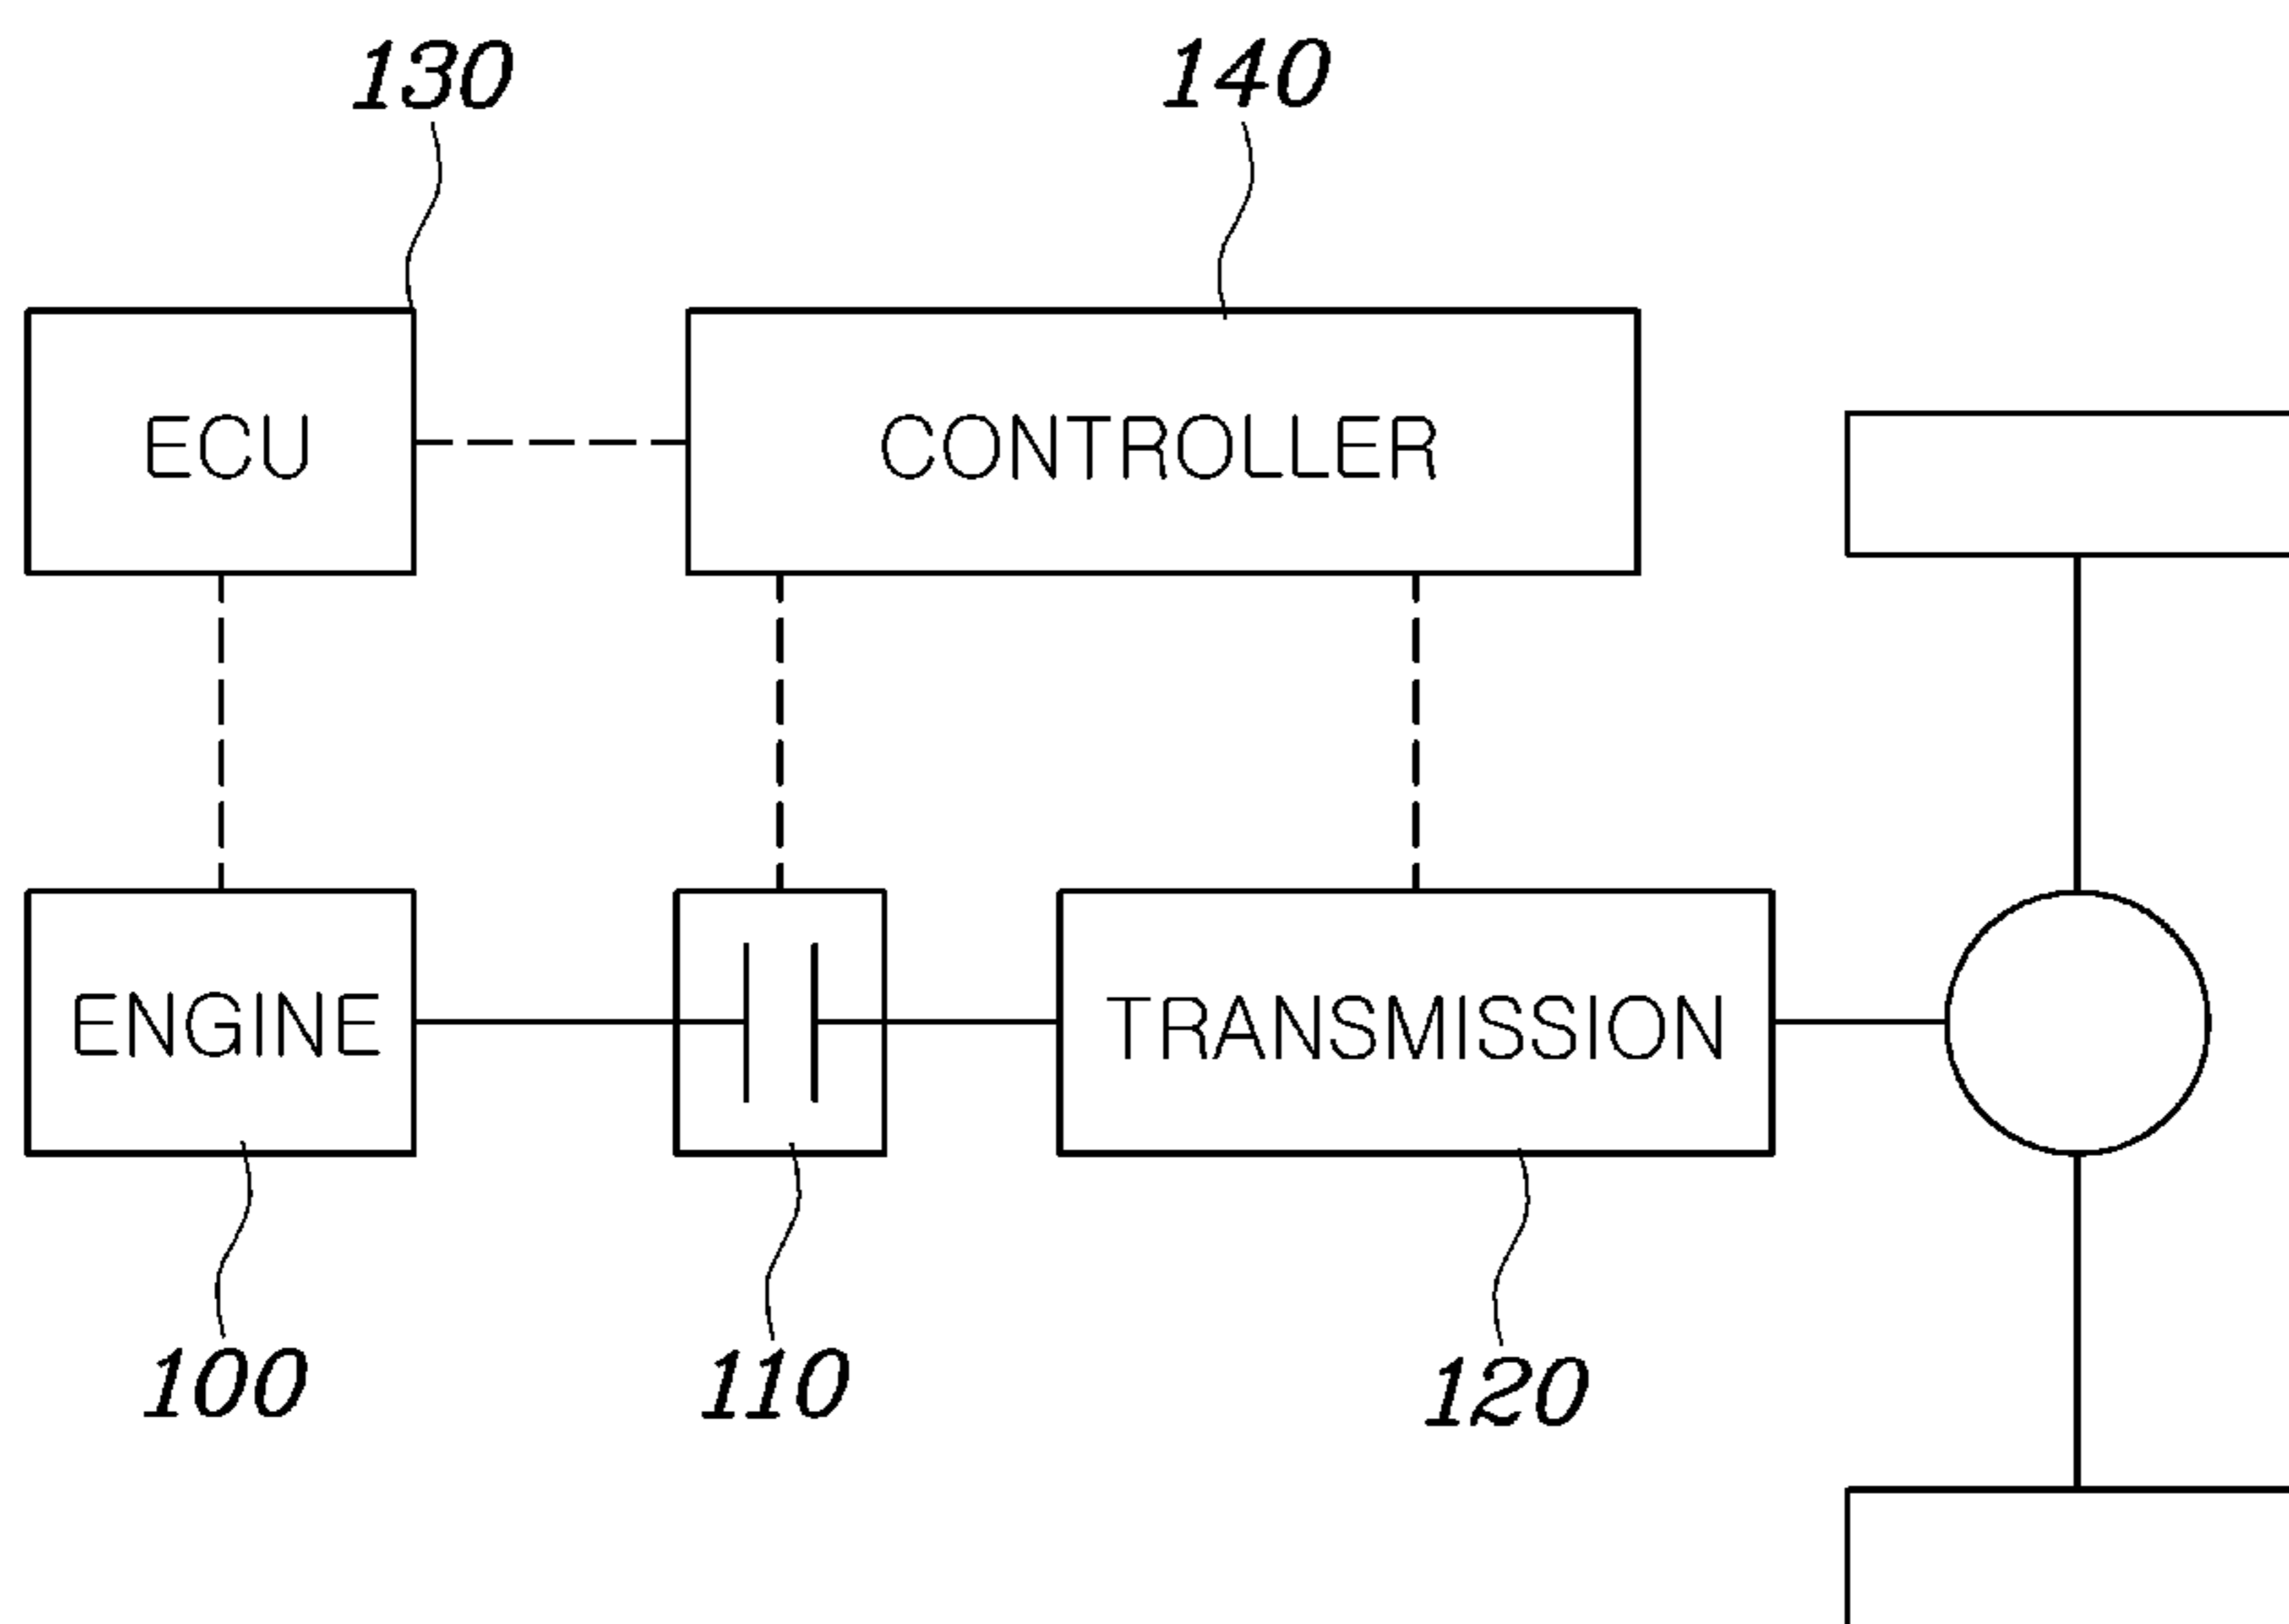 130 140
ECU CONTROLLER
ENGINE TRANSMISSION
100 110 120